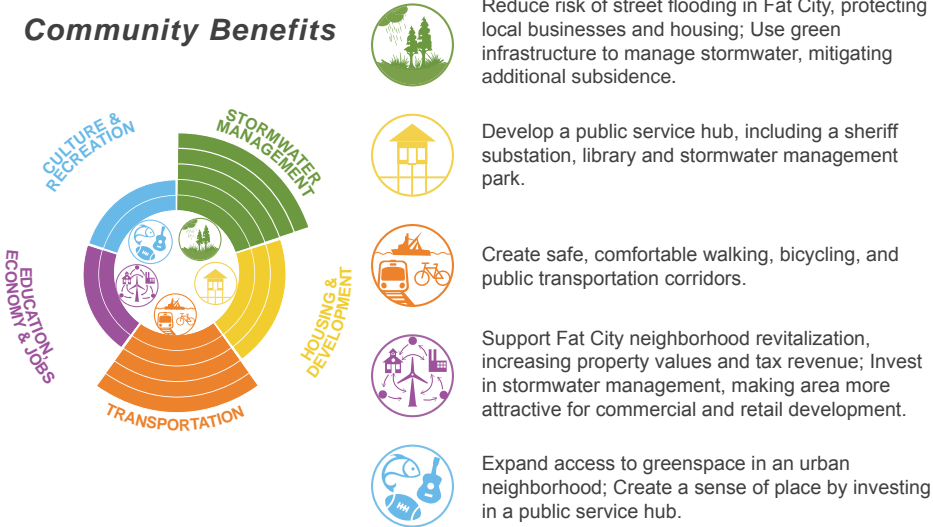 Community Benefits
CULTURE &
RECREATION
STORMWATER
MANAGEMENT
EDUCATION,
ECONOMY & JOBS
HOUSING &
DEVELOPMENT
TRANSPORTATION
Reduce risk of street flooding in Fat City, protecting
local businesses and housing; Use green
infrastructure to manage stormwater, mitigating
additional subsidence.
Develop a public service hub, including a sheriff
substation, library and stormwater management
park.
Create safe, comfortable walking, bicycling, and
public transportation corridors.
Support Fat City neighborhood revitalization,
increasing property values and tax revenue; Invest
in stormwater management, making area more
attractive for commercial and retail development.
Expand access to greenspace in an urban
neighborhood; Create a sense of place by investing
in a public service hub.